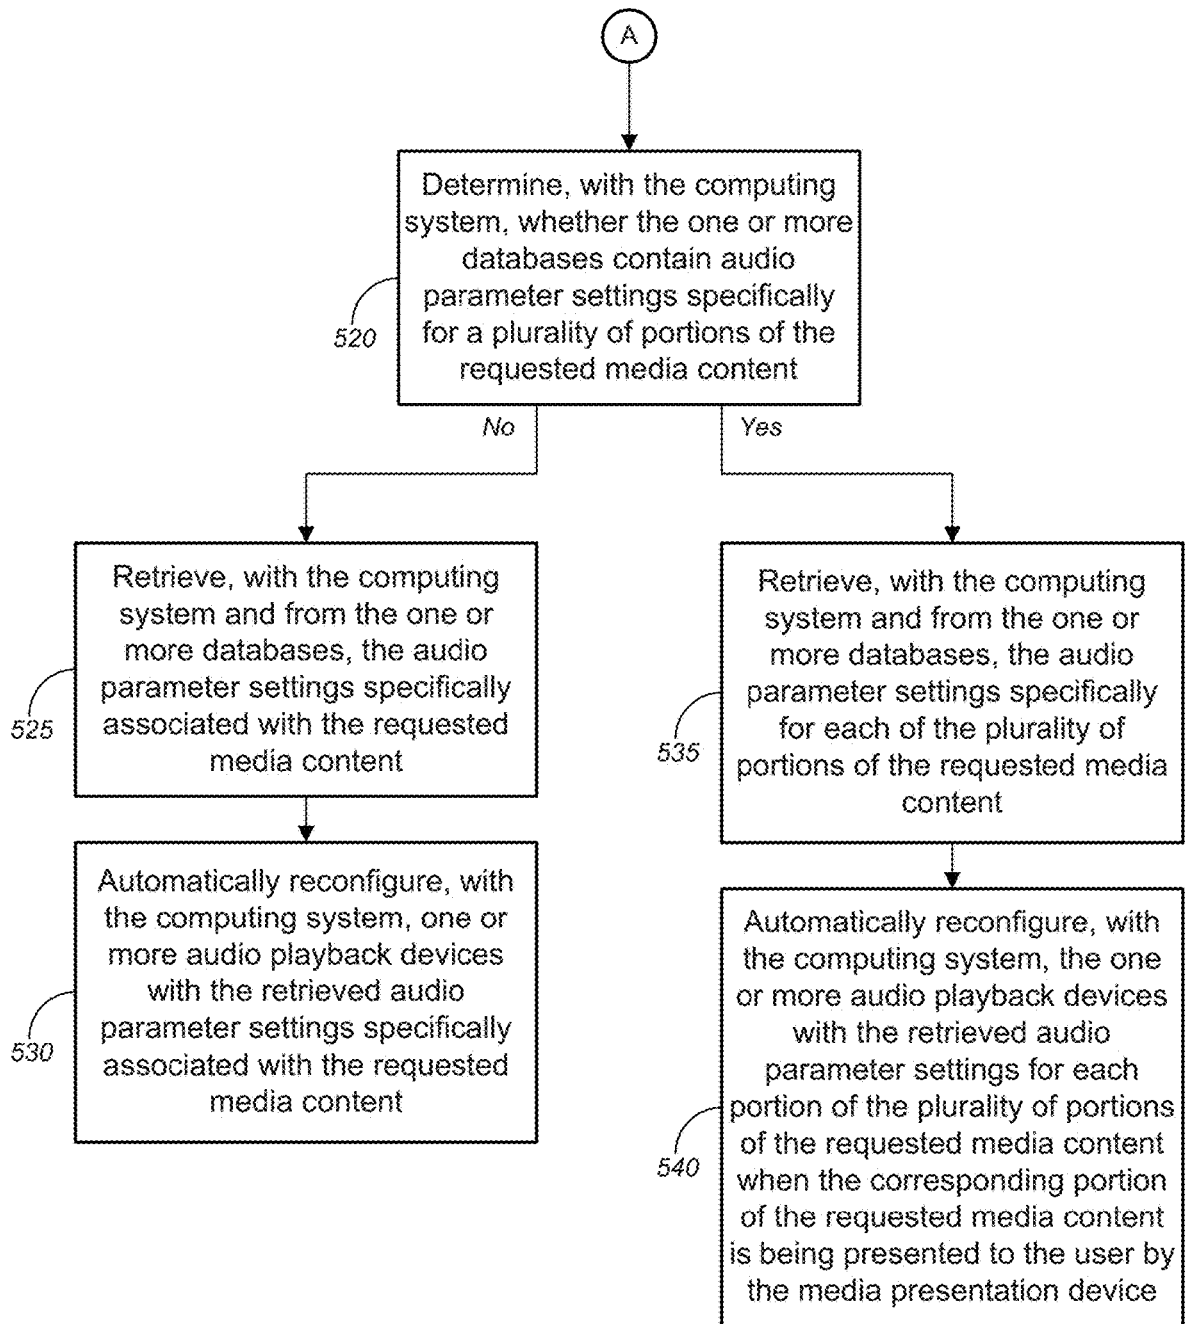 A
Determine, with the computing
system, whether the one or more
databases contain audio
parameter settings specifically
for a plurality of portions of the
requested media content
520
No
Yes
Retrieve, with the computing
system and from the one or
more databases, the audio
parameter settings specifically
associated with the requested
media content
525
Automatically reconfigure, with
the computing system, one or
more audio playback devices
with the retrieved audio
parameter settings specifically
associated with the requested
media content
530
Retrieve, with the computing
system and from the one or
more databases, the audio
parameter settings specifically
for each of the plurality of
portions of the requested media
content
535
Automatically reconfigure, with
the computing system, the one
or more audio playback devices
with the retrieved audio
parameter settings for each
portion of the plurality of portions
of the requested media content
when the corresponding portion
of the requested media content
is being presented to the user by
the media presentation device
540